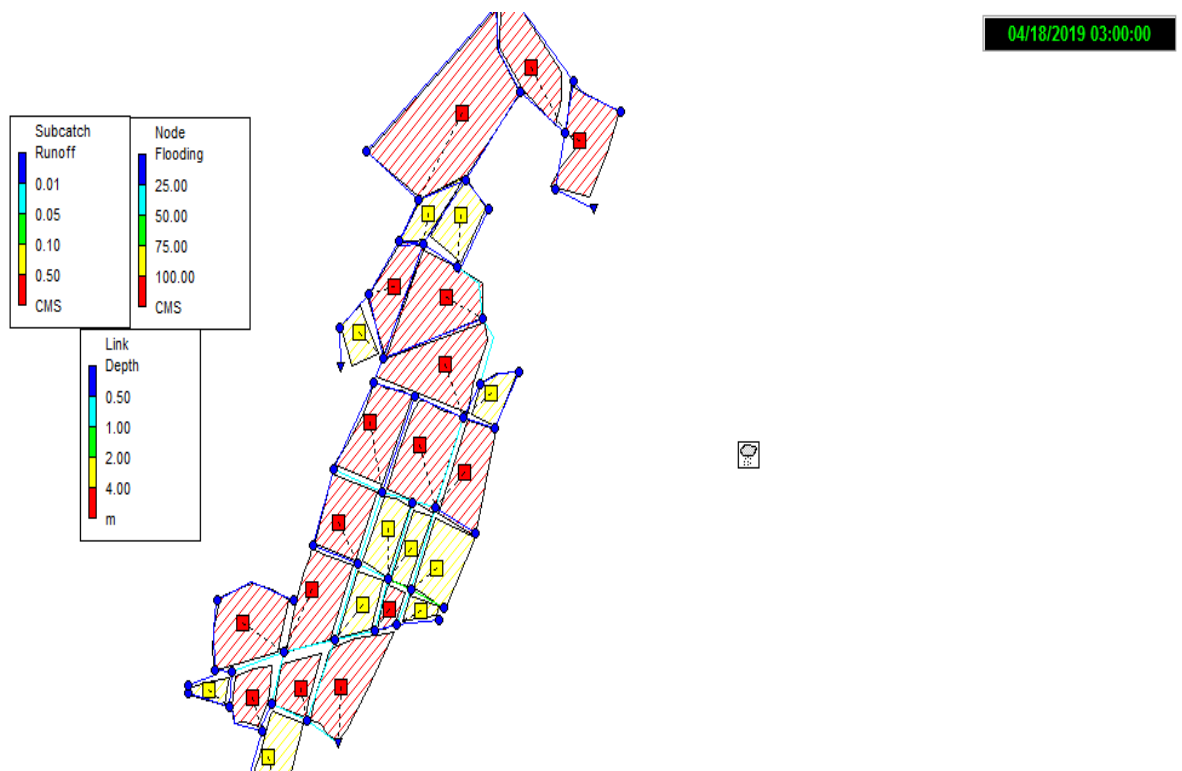 04/18/2019 03:00:00
Subcatch
Runoff
0.01
0.05
0.10
0.50
CMS
Node
Flooding
25.00
50.00
75.00
100.00
CMS
Link
Depth
0.50
1.00
2.00
4.00
m